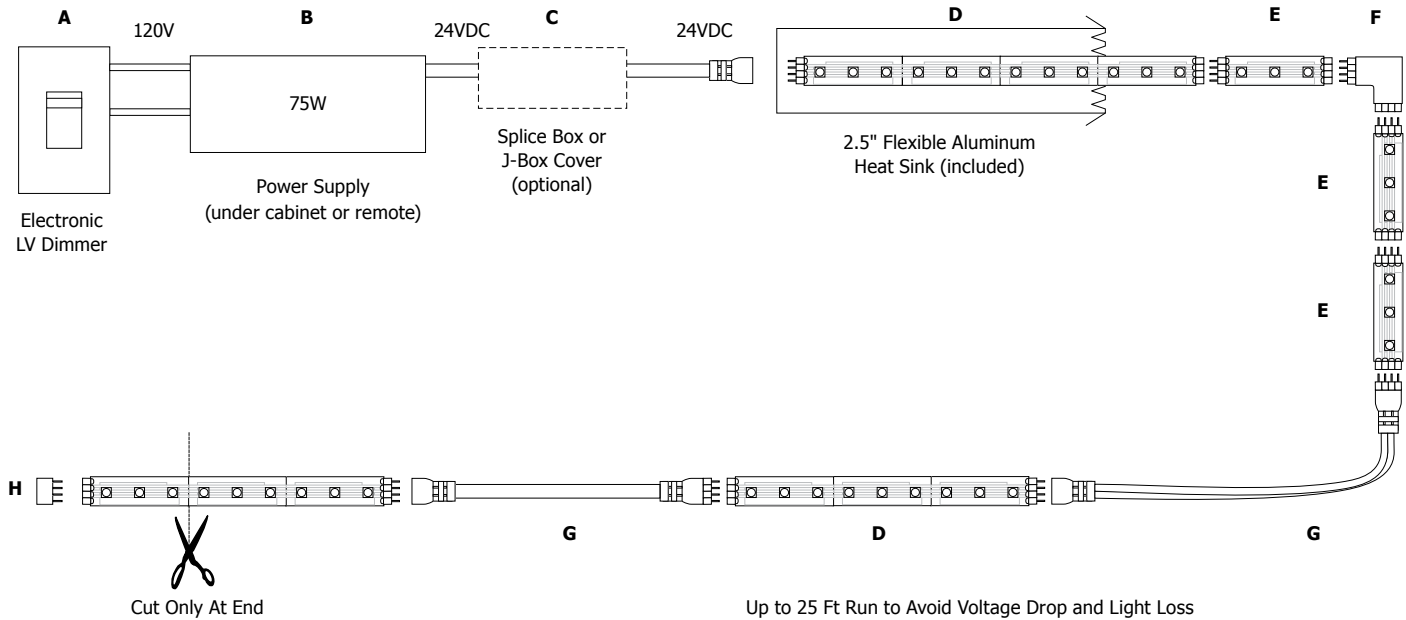 A
B
C
D
E
F
120V
24VDC
24VDC
75W
Splice Box or
J-Box Cover
(optional)
2.5" Flexible Aluminum
Heat Sink (included)
Power Supply
(under cabinet or remote)
Electronic
LV Dimmer
E
E
H
G
D
G
Cut Only At End
Up to 25 Ft Run to Avoid Voltage Drop and Light Loss